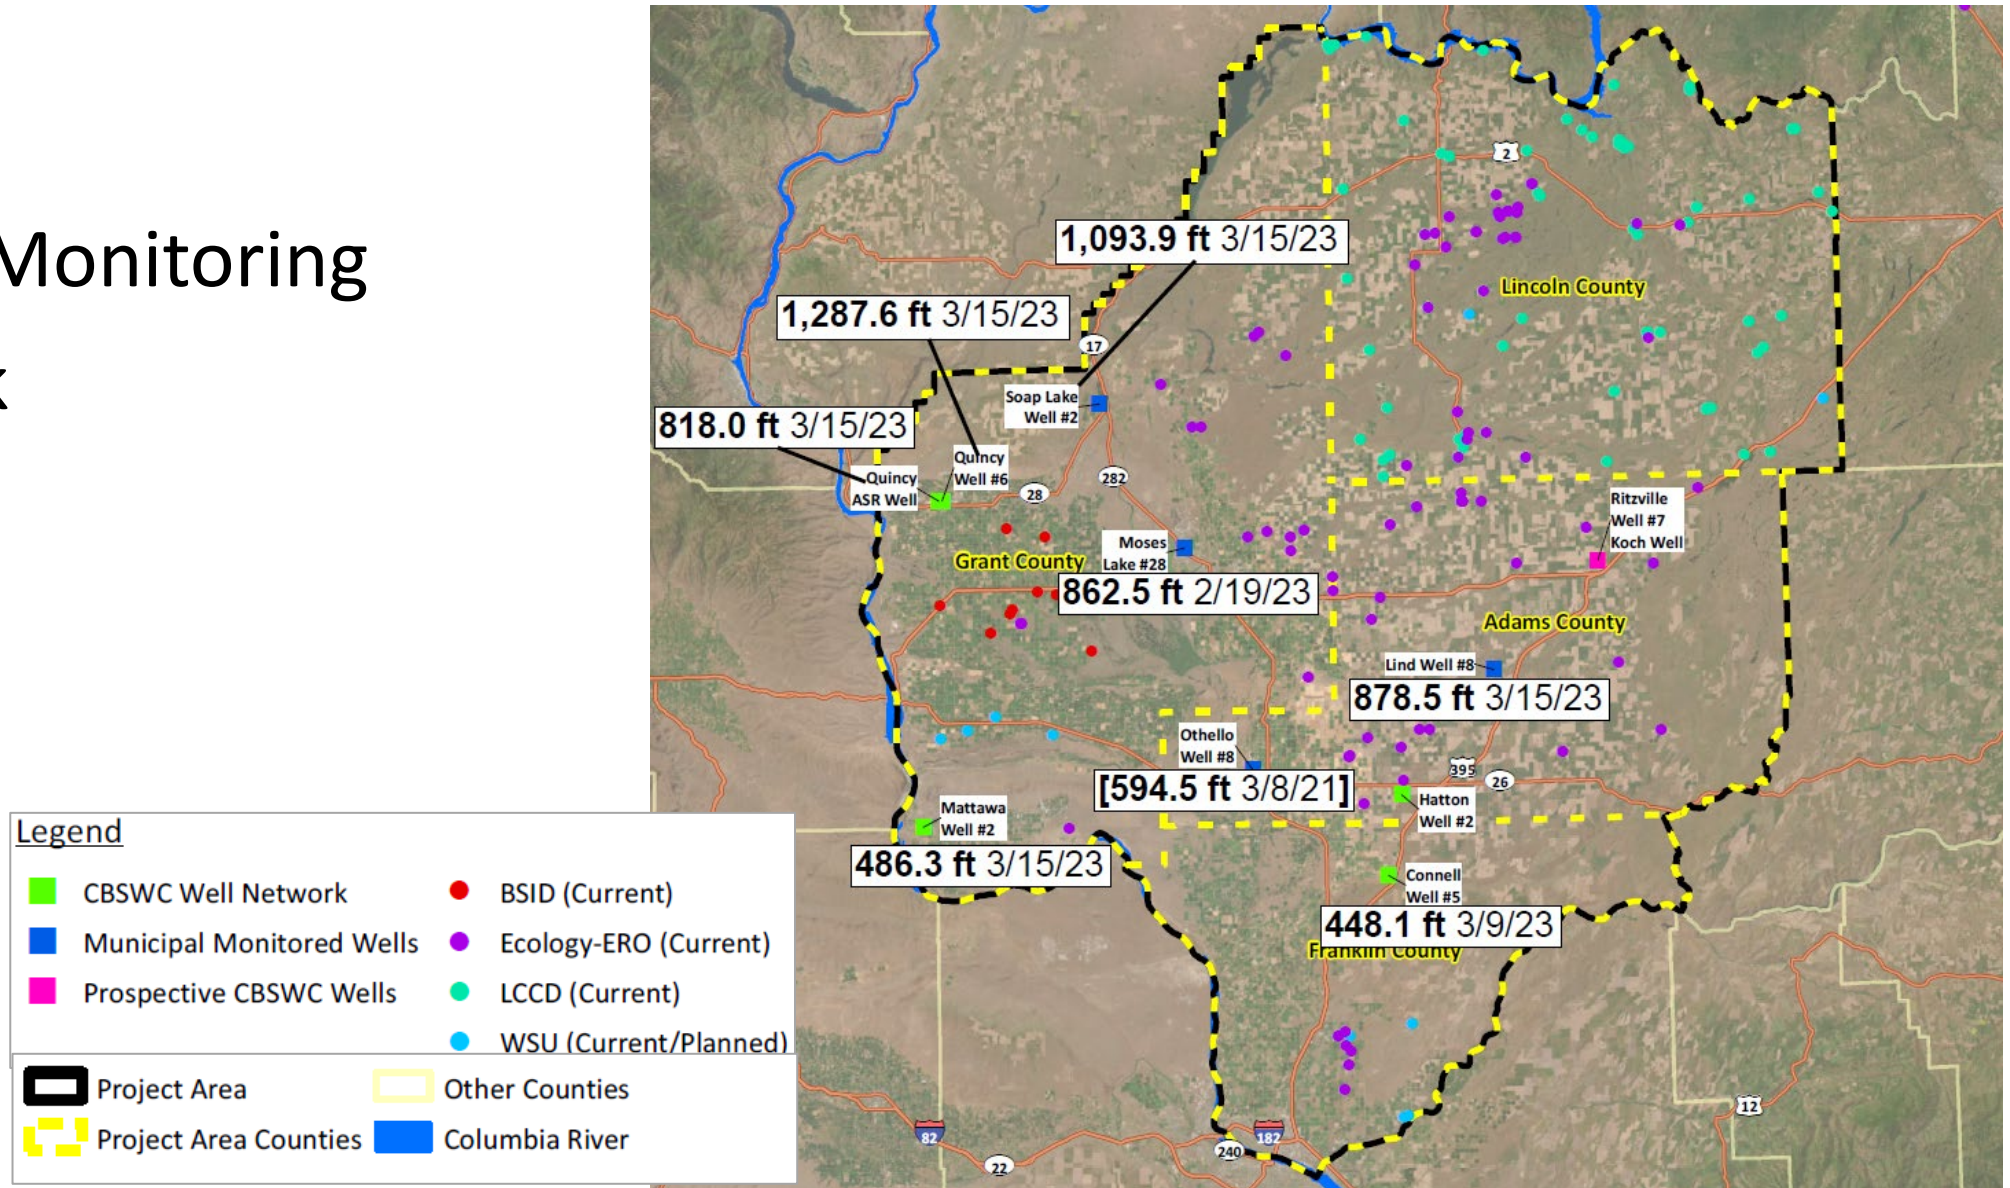 Monitoring
1,093.9 ft 3/15/23
1,287.6 ft 3/15/23
818.0 ft 3/15/23
2
Lincoln County
17
Soap Lake
Well #2
Quincy
Well #6
Quincy
ASR Well
28
282
Ritzville
Well #7
Koch Well
Grant County
Moses
Lake #28
862.5 ft 2/19/23
Adams County
Lind Well #8
878.5 ft 3/15/23
Othello
Well #8
[594.5 ft 3/8/21]
395
26
Hatton
Well #2
Mattawa
Well #2
486.3 ft 3/15/23
Connell
Well #5
448.1 ft 3/9/23
Franklin County
12
82
182
240
22
Legend
CBSWC Well Network
Municipal Monitored Wells
Prospective CBSWC Wells
BSID (Current)
Ecology-ERO (Current)
LCCD (Current)
WSU (Current/Planned)
Project Area
Project Area Counties
Other Counties
Columbia River